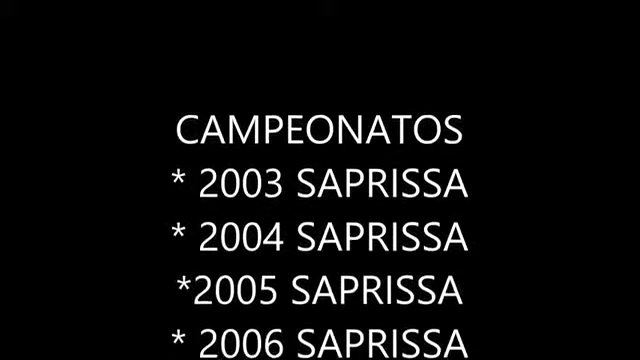 CAMPEONATOS
* 2003 SAPRISSA
* 2004 SAPRISSA
*2005 SAPRISSA
* 2006 SAPRISSA